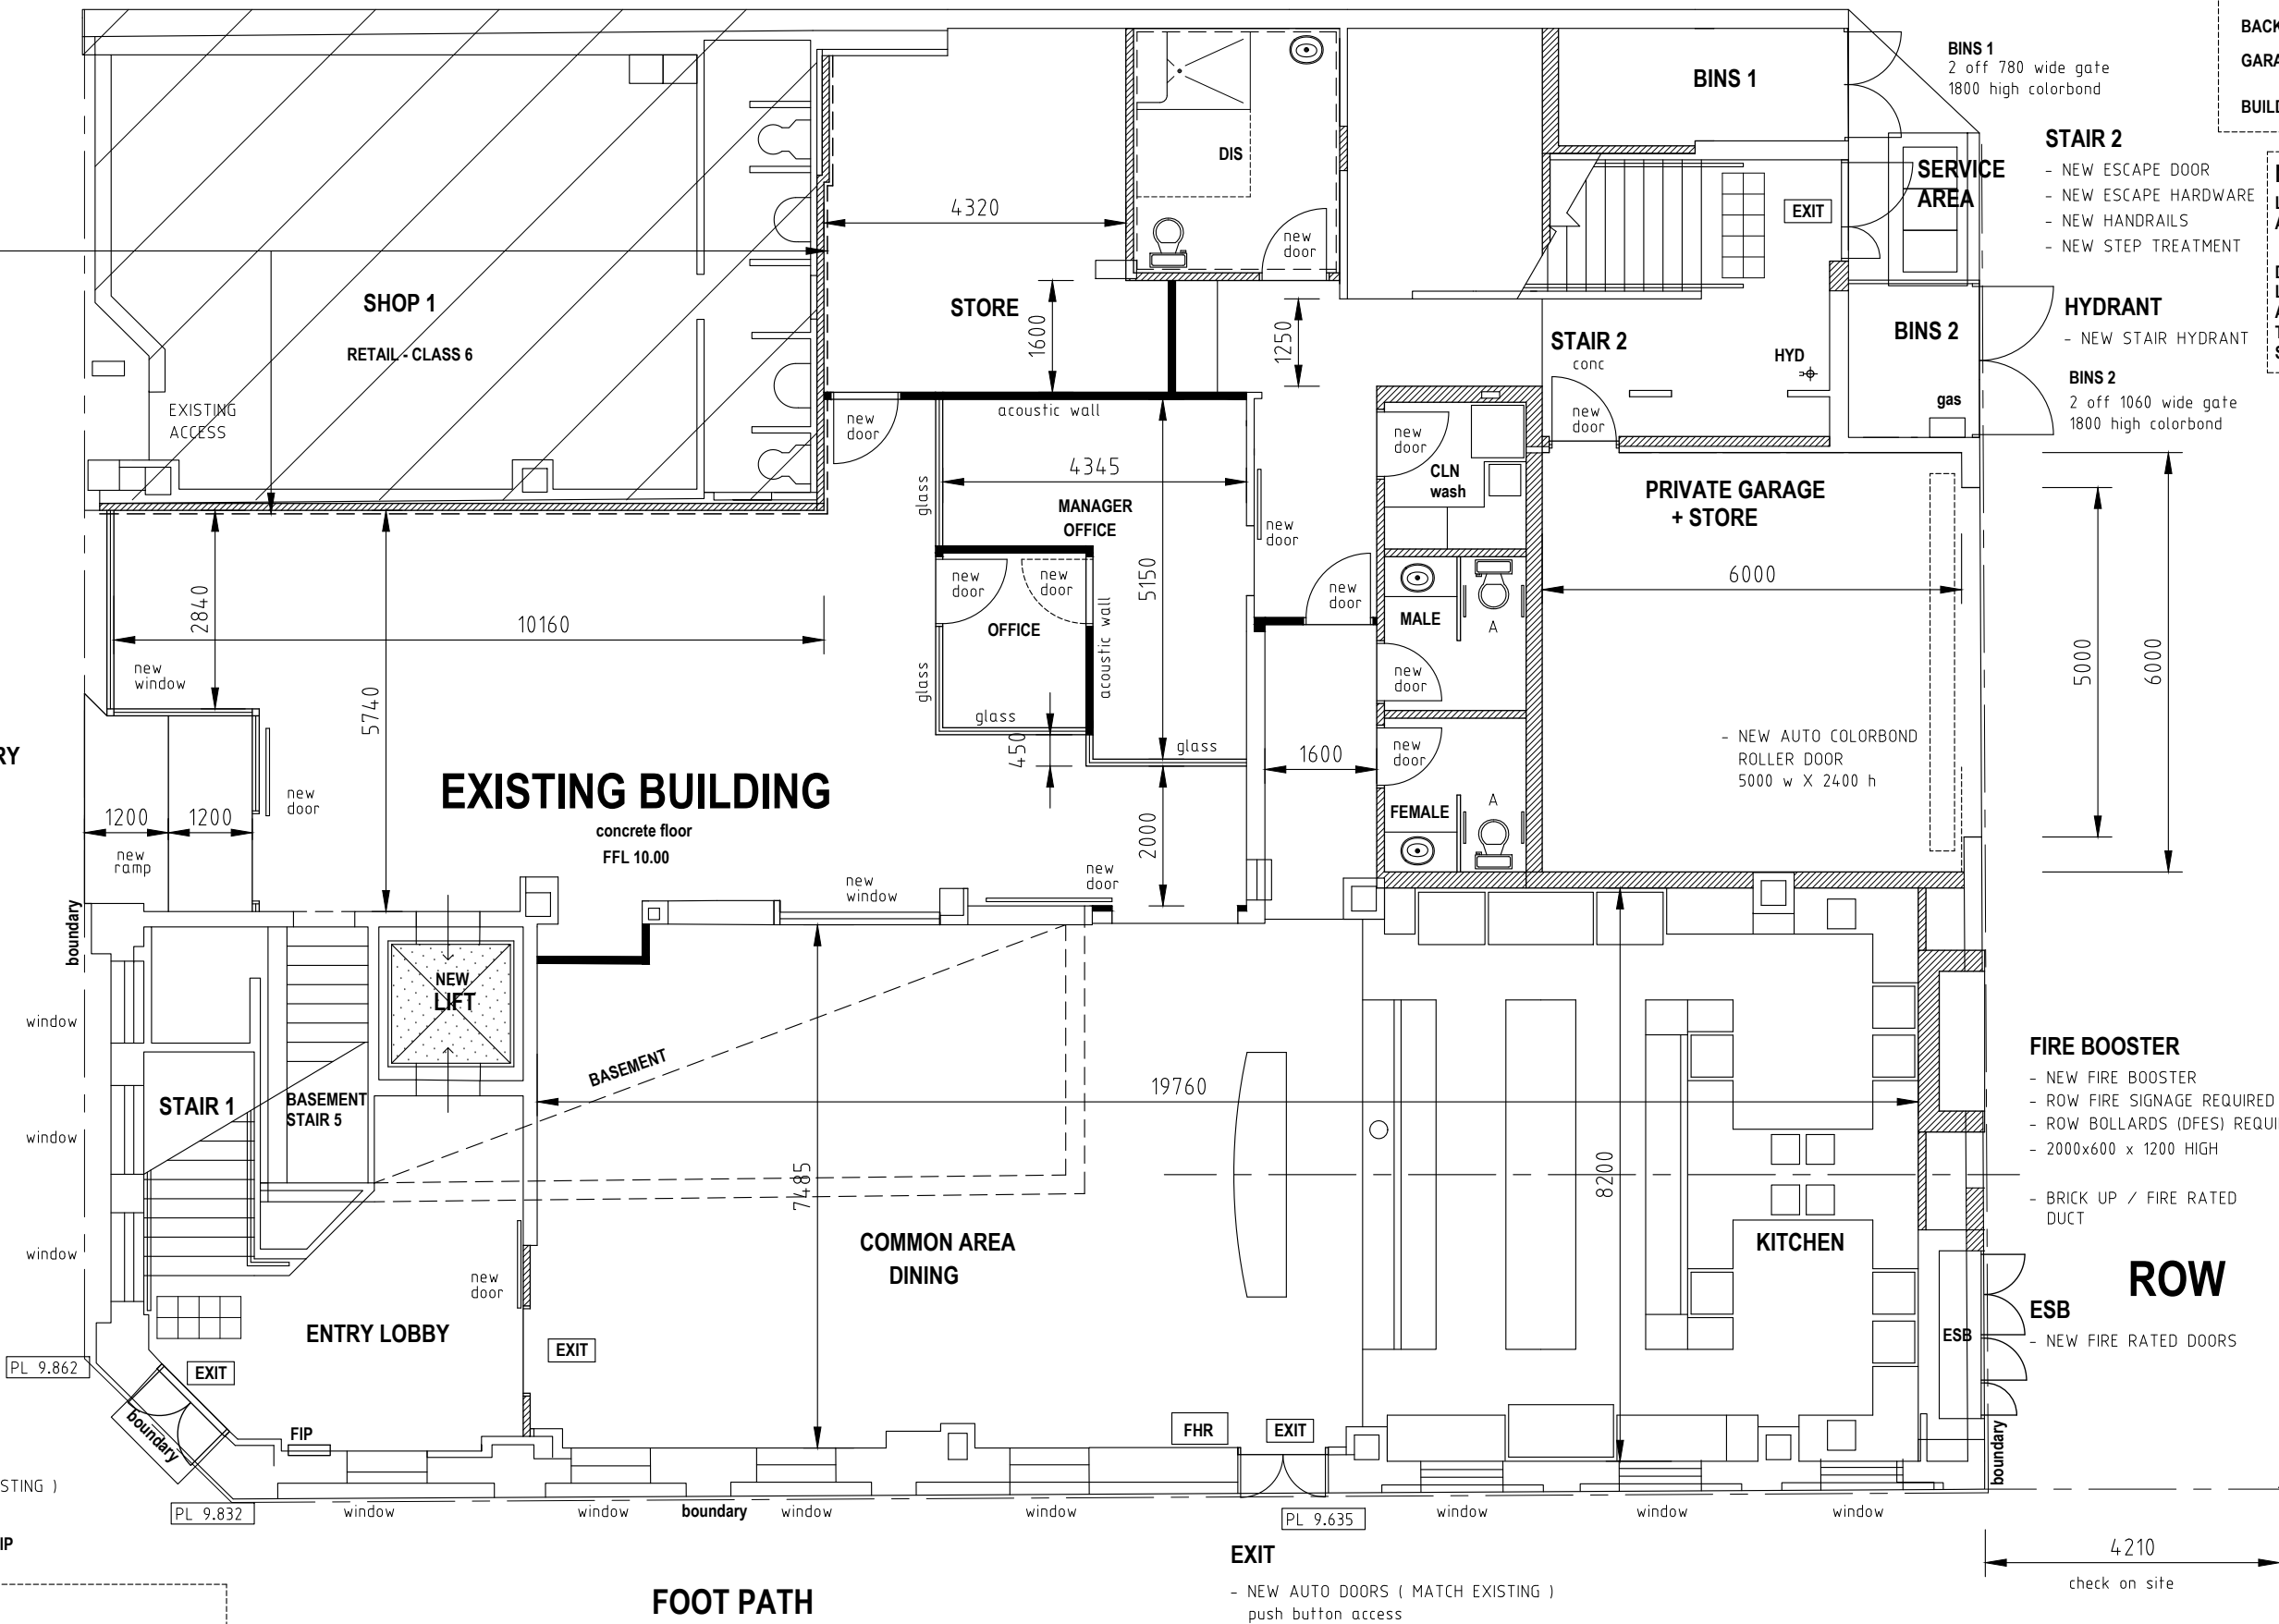 BINS 1
BINS 1
2 off 780 wide gate
1800 high colorbond
STAIR 2
- NEW ESCAPE DOOR
- NEW ESCAPE HARDWARE
- NEW HANDRAILS
- NEW STEP TREATMENT
SERVICE
AREA
EXIT
DIS
new
door
4320
STORE
1600
1250
SHOP 1
RETAIL - CLASS 6
EXISTING
ACCESS
STAIR 2
conc
HYD
BINS 2
gas
HYDRANT
- NEW STAIR HYDRANT
BINS 2
2 off 1060 wide gate
1800 high colorbond
new
door
acoustic wall
new
door
new
door
4345
glass
MANAGER
OFFICE
CLN
wash
PRIVATE GARAGE
+ STORE
new
door
2840
10160
5740
new
window
new
door
new
door
OFFICE
5150
acoustic wall
glass
glass
450
glass
new
door
MALE
A
new
door
6000
5000
6000
- NEW AUTO COLORBOND
ROLLER DOOR
5000 w X 2400 h
new
door
1600
FEMALE
A
2000
EXISTING BUILDING
concrete floor
FFL 10.00
new
door
1200
1200
new
ramp
new
window
new
door
boundary
NEW
LIFT
window
window
window
STAIR 1
BASEMENT
STAIR 5
BASEMENT
19760
7485
8200
COMMON AREA
DINING
KITCHEN
FIRE BOOSTER
- NEW FIRE BOOSTER
- ROW FIRE SIGNAGE REQUIRED
- ROW BOLLARDS (DFES) REQUI
- 2000x600 x 1200 HIGH
- BRICK UP / FIRE RATED
DUCT
ROW
ESB
ESB
- NEW FIRE RATED DOORS
new
door
ENTRY LOBBY
EXIT
EXIT
PL 9.862
boundary
FIP
FHR
EXIT
boundary
STING )
PL 9.832
window
window
boundary
window
window
PL 9.635
window
window
window
IP
FOOT PATH
EXIT
- NEW AUTO DOORS ( MATCH EXISTING )
push button access
4210
check on site